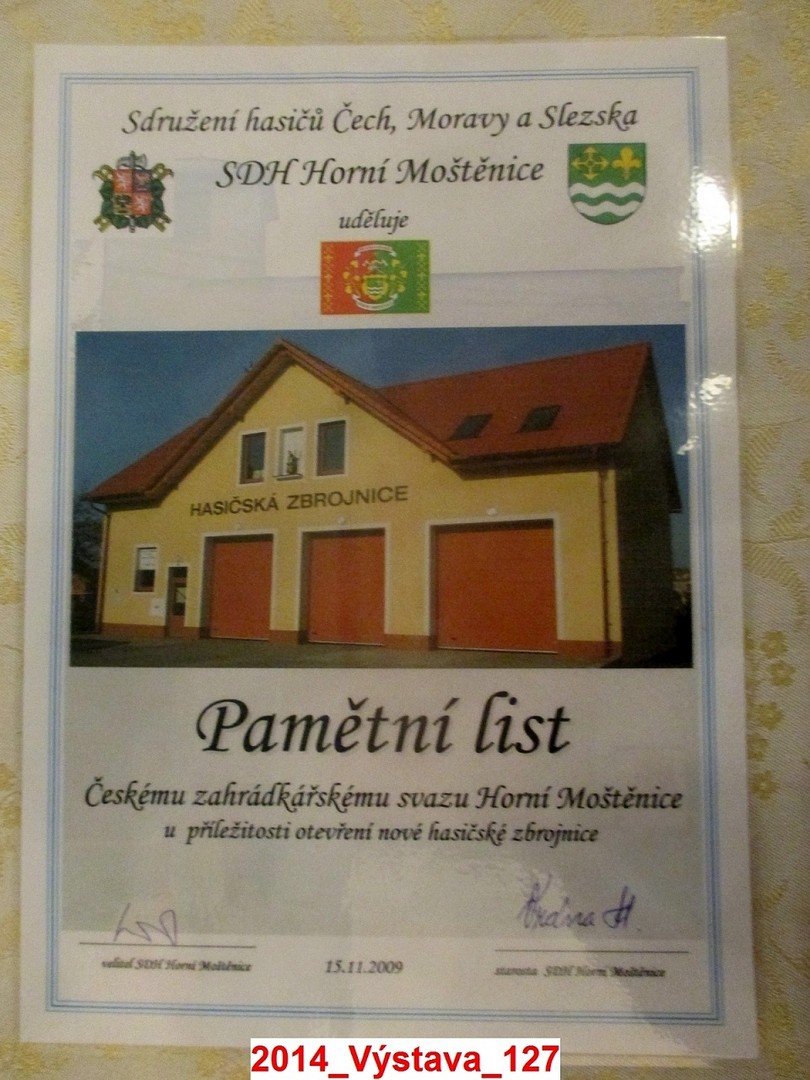 Sdružení hasičů Čech, Moravy a Slezska
SDH Horní Moštěnice
uděluje
HASIČSKÁ ZBROJNICE
Pamětní list
Českému zahrádkářskému svazu Horní Moštěnice
u příležitosti otevření nové hasičské zbrojnice
velitel SDH Horní Moštěnice
15.11.2009
starosta SDH Horní Moštěnice
2014_Výstava_127